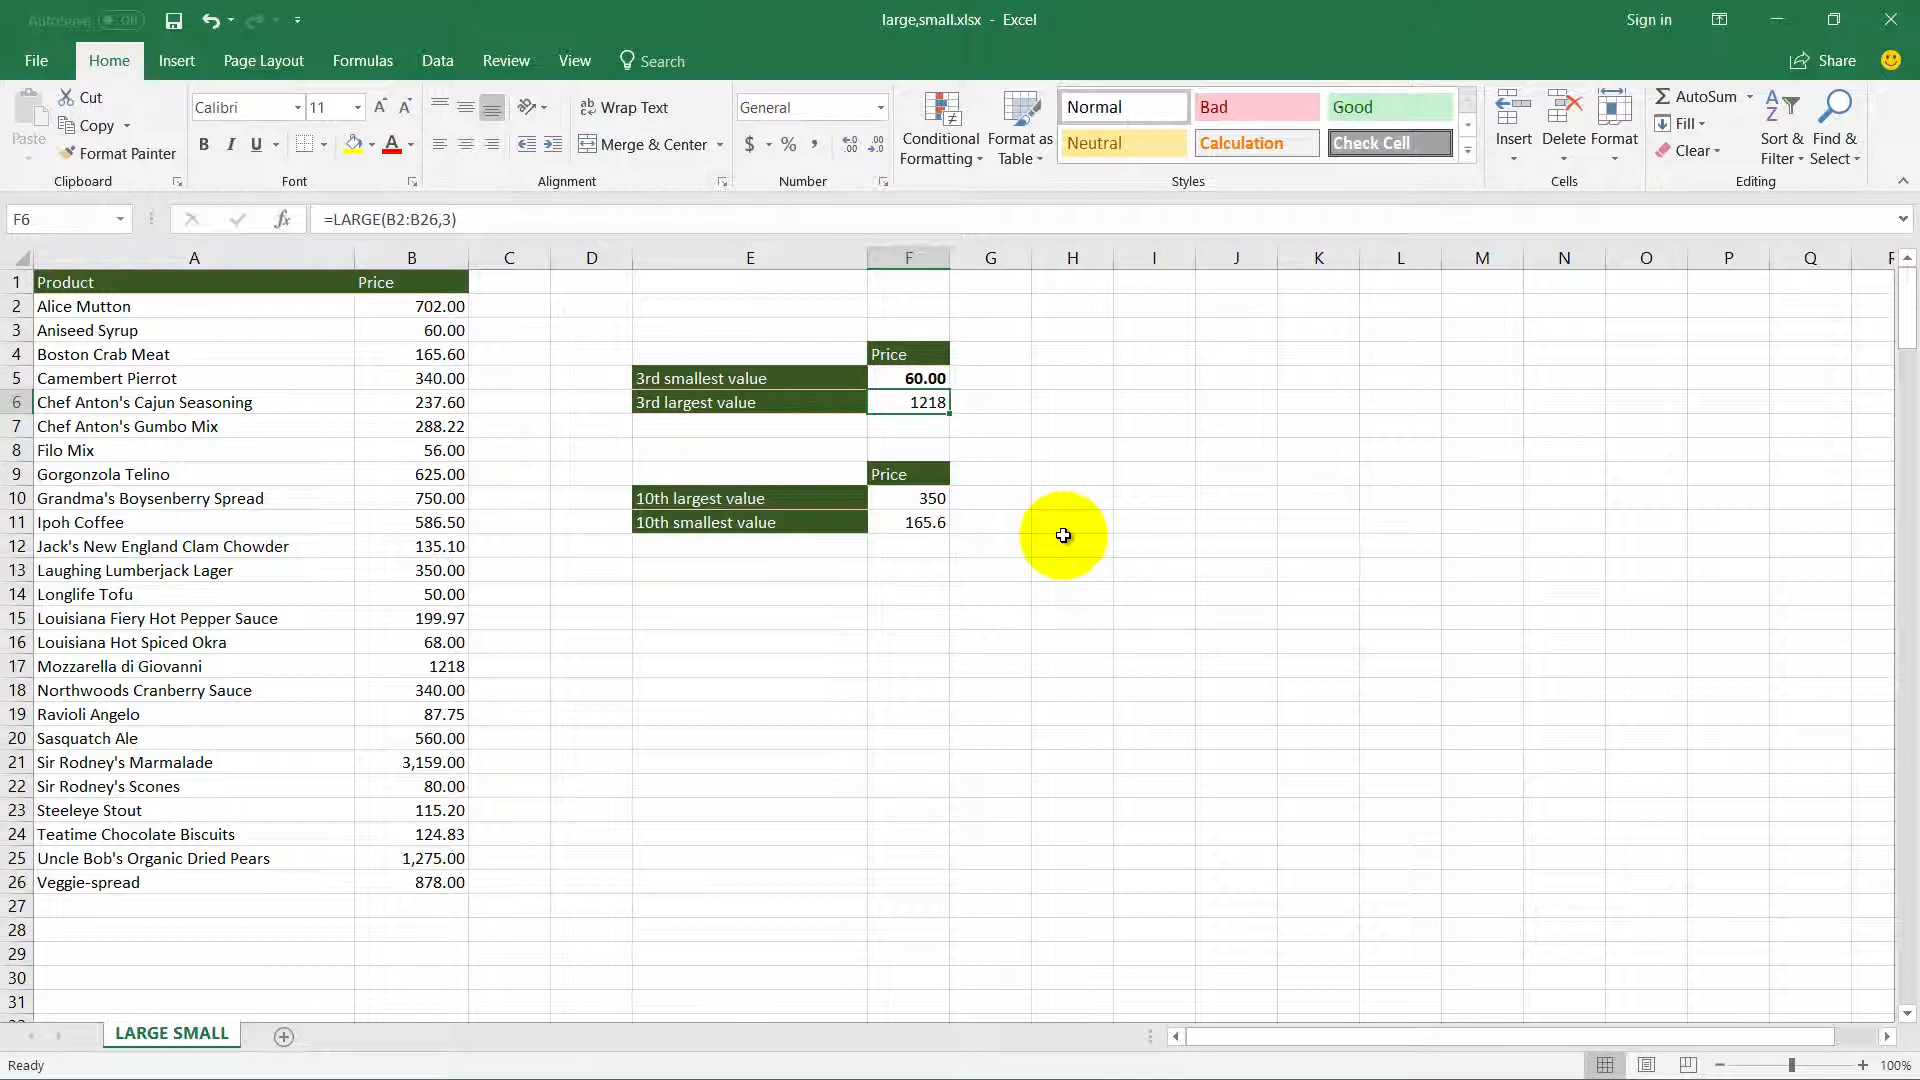 AutoSave Off large,small.xlsx - Excel Sign in
File Home Insert Page Layout Formulas Data Review View Search Share
Paste Cut Copy Format Painter Clipboard
Calibri 11 A A B I U A Font
Wrap Text Merge & Center Alignment
General $ % , .00 .0 Number
Conditional Formatting Format as Table Normal Bad Good Neutral Calculation Check Cell Styles
Insert Delete Format Cells
AutoSum Fill Clear Sort & Filter Find & Select Editing
F6 fx =LARGE(B2:B26,3)
A B C D E F G H I J K L M N O P Q R
1 Product Price
2 Alice Mutton 702.00
3 Aniseed Syrup 60.00
4 Boston Crab Meat 165.60 Price
5 Camembert Pierrot 340.00 3rd smallest value 60.00
6 Chef Anton's Cajun Seasoning 237.60 3rd largest value 1218
7 Chef Anton's Gumbo Mix 288.22
8 Filo Mix 56.00
9 Gorgonzola Telino 625.00 Price
10 Grandma's Boysenberry Spread 750.00 10th largest value 350
11 Ipoh Coffee 586.50 10th smallest value 165.6
12 Jack's New England Clam Chowder 135.10
13 Laughing Lumberjack Lager 350.00
14 Longlife Tofu 50.00
15 Louisiana Fiery Hot Pepper Sauce 199.97
16 Louisiana Hot Spiced Okra 68.00
17 Mozzarella di Giovanni 1218
18 Northwoods Cranberry Sauce 340.00
19 Ravioli Angelo 87.75
20 Sasquatch Ale 560.00
21 Sir Rodney's Marmalade 3,159.00
22 Sir Rodney's Scones 80.00
23 Steeleye Stout 115.20
24 Teatime Chocolate Biscuits 124.83
25 Uncle Bob's Organic Dried Pears 1,275.00
26 Veggie-spread 878.00
27
28
29
30
31
LARGE SMALL
Ready 100%